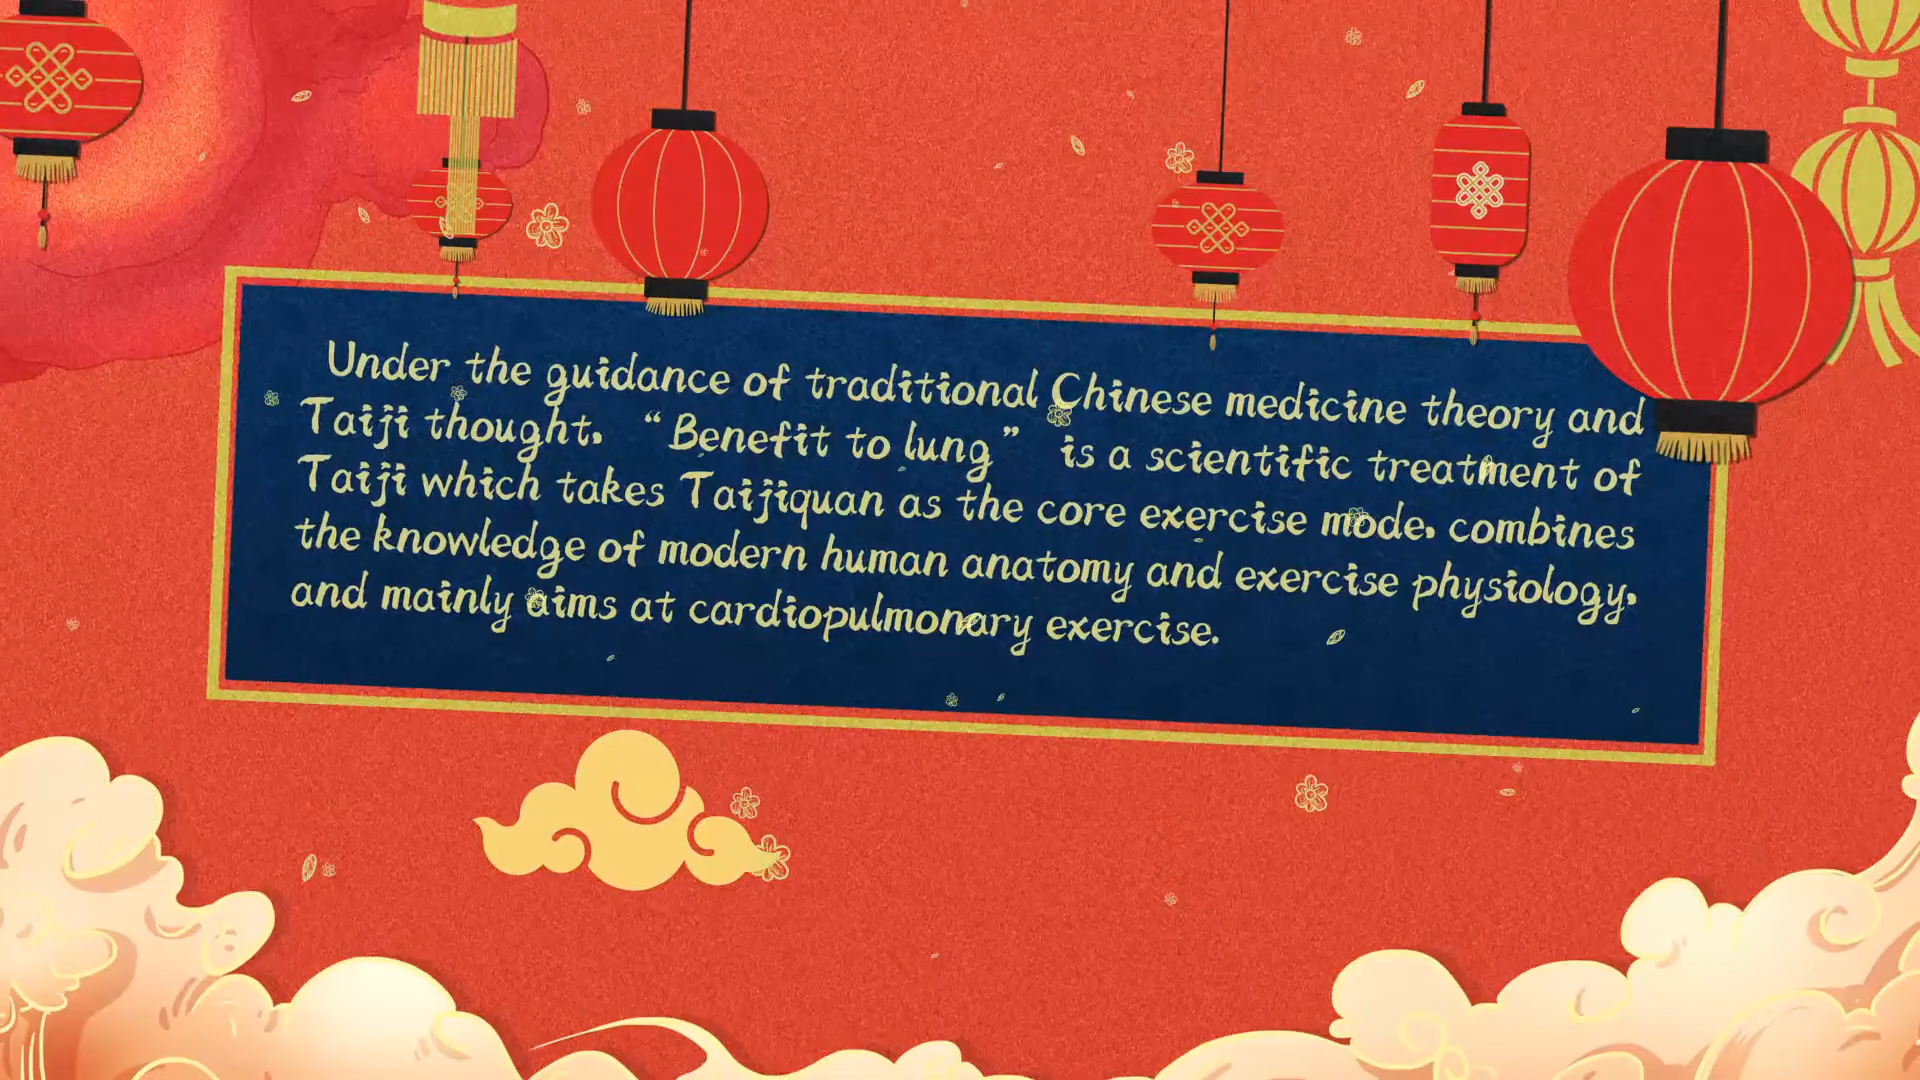 Under the guidance of traditional Chinese medicine theory and
Taiji thought, “Benefit to lung” is a scientific treatment of
Taiji which takes Taijiquan as the core exercise mode, combines
the knowledge of modern human anatomy and exercise physiology,
and mainly aims at cardiopulmonary exercise.